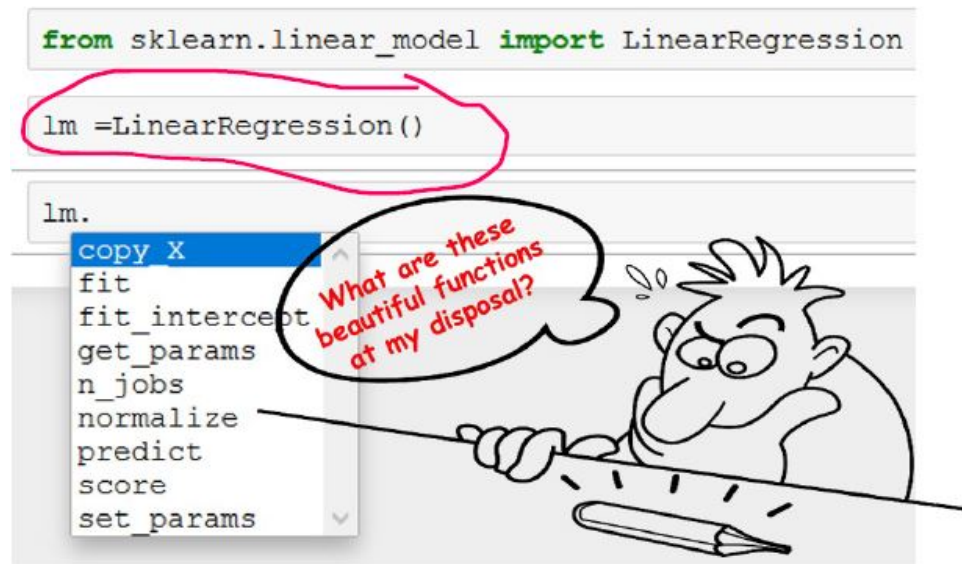 from sklearn.linear_model import LinearRegression
lm =LinearRegression()
lm.
copy_X
fit
fit_intercept
get_params
n_jobs
normalize
predict
score
set_params
What are these
beautiful functions
at my disposal?